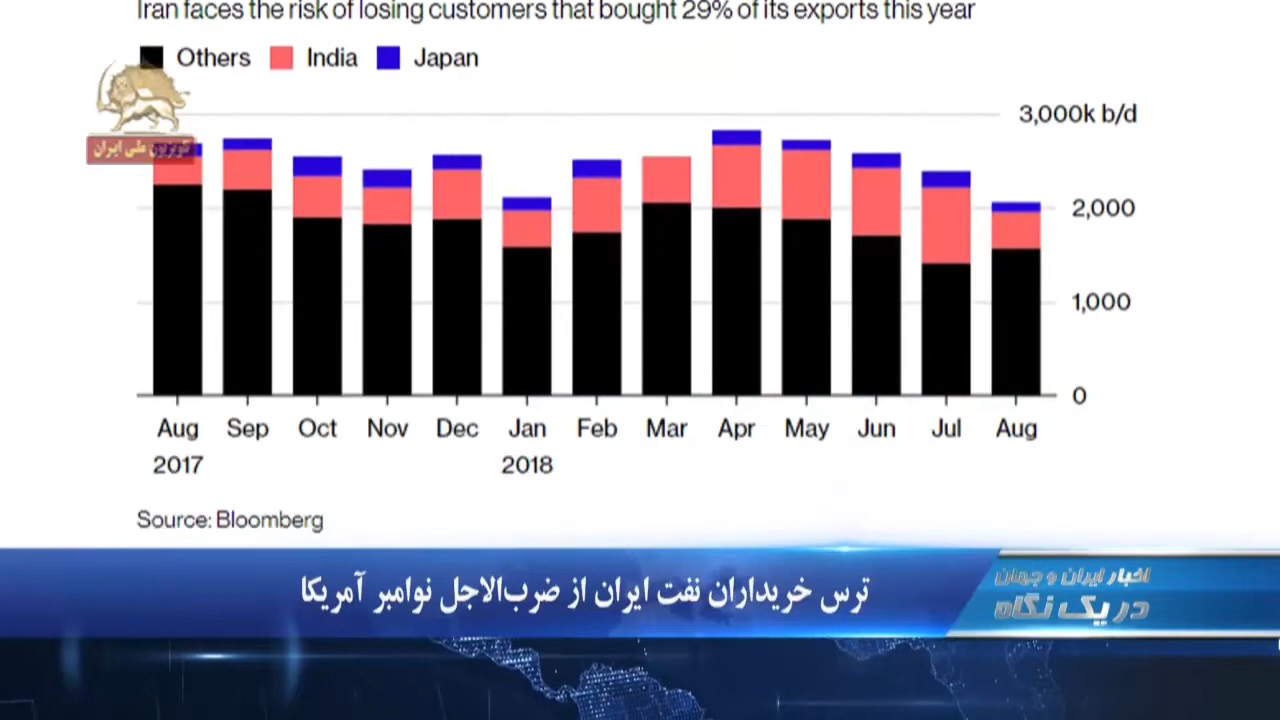 Iran faces the risk of losing customers that bought 29% of its exports this year
Others India Japan
3,000k b/d
تلویزیون ملی ایران
2,000
1,000
0
Aug Sep Oct Nov Dec Jan Feb Mar Apr May Jun Jul Aug
2017 2018
Source: Bloomberg
ترس خریداران نفت ایران از ضرب‌الاجل نوامبر آمریکا
اخبار ایران و جهان
در یک نگاه